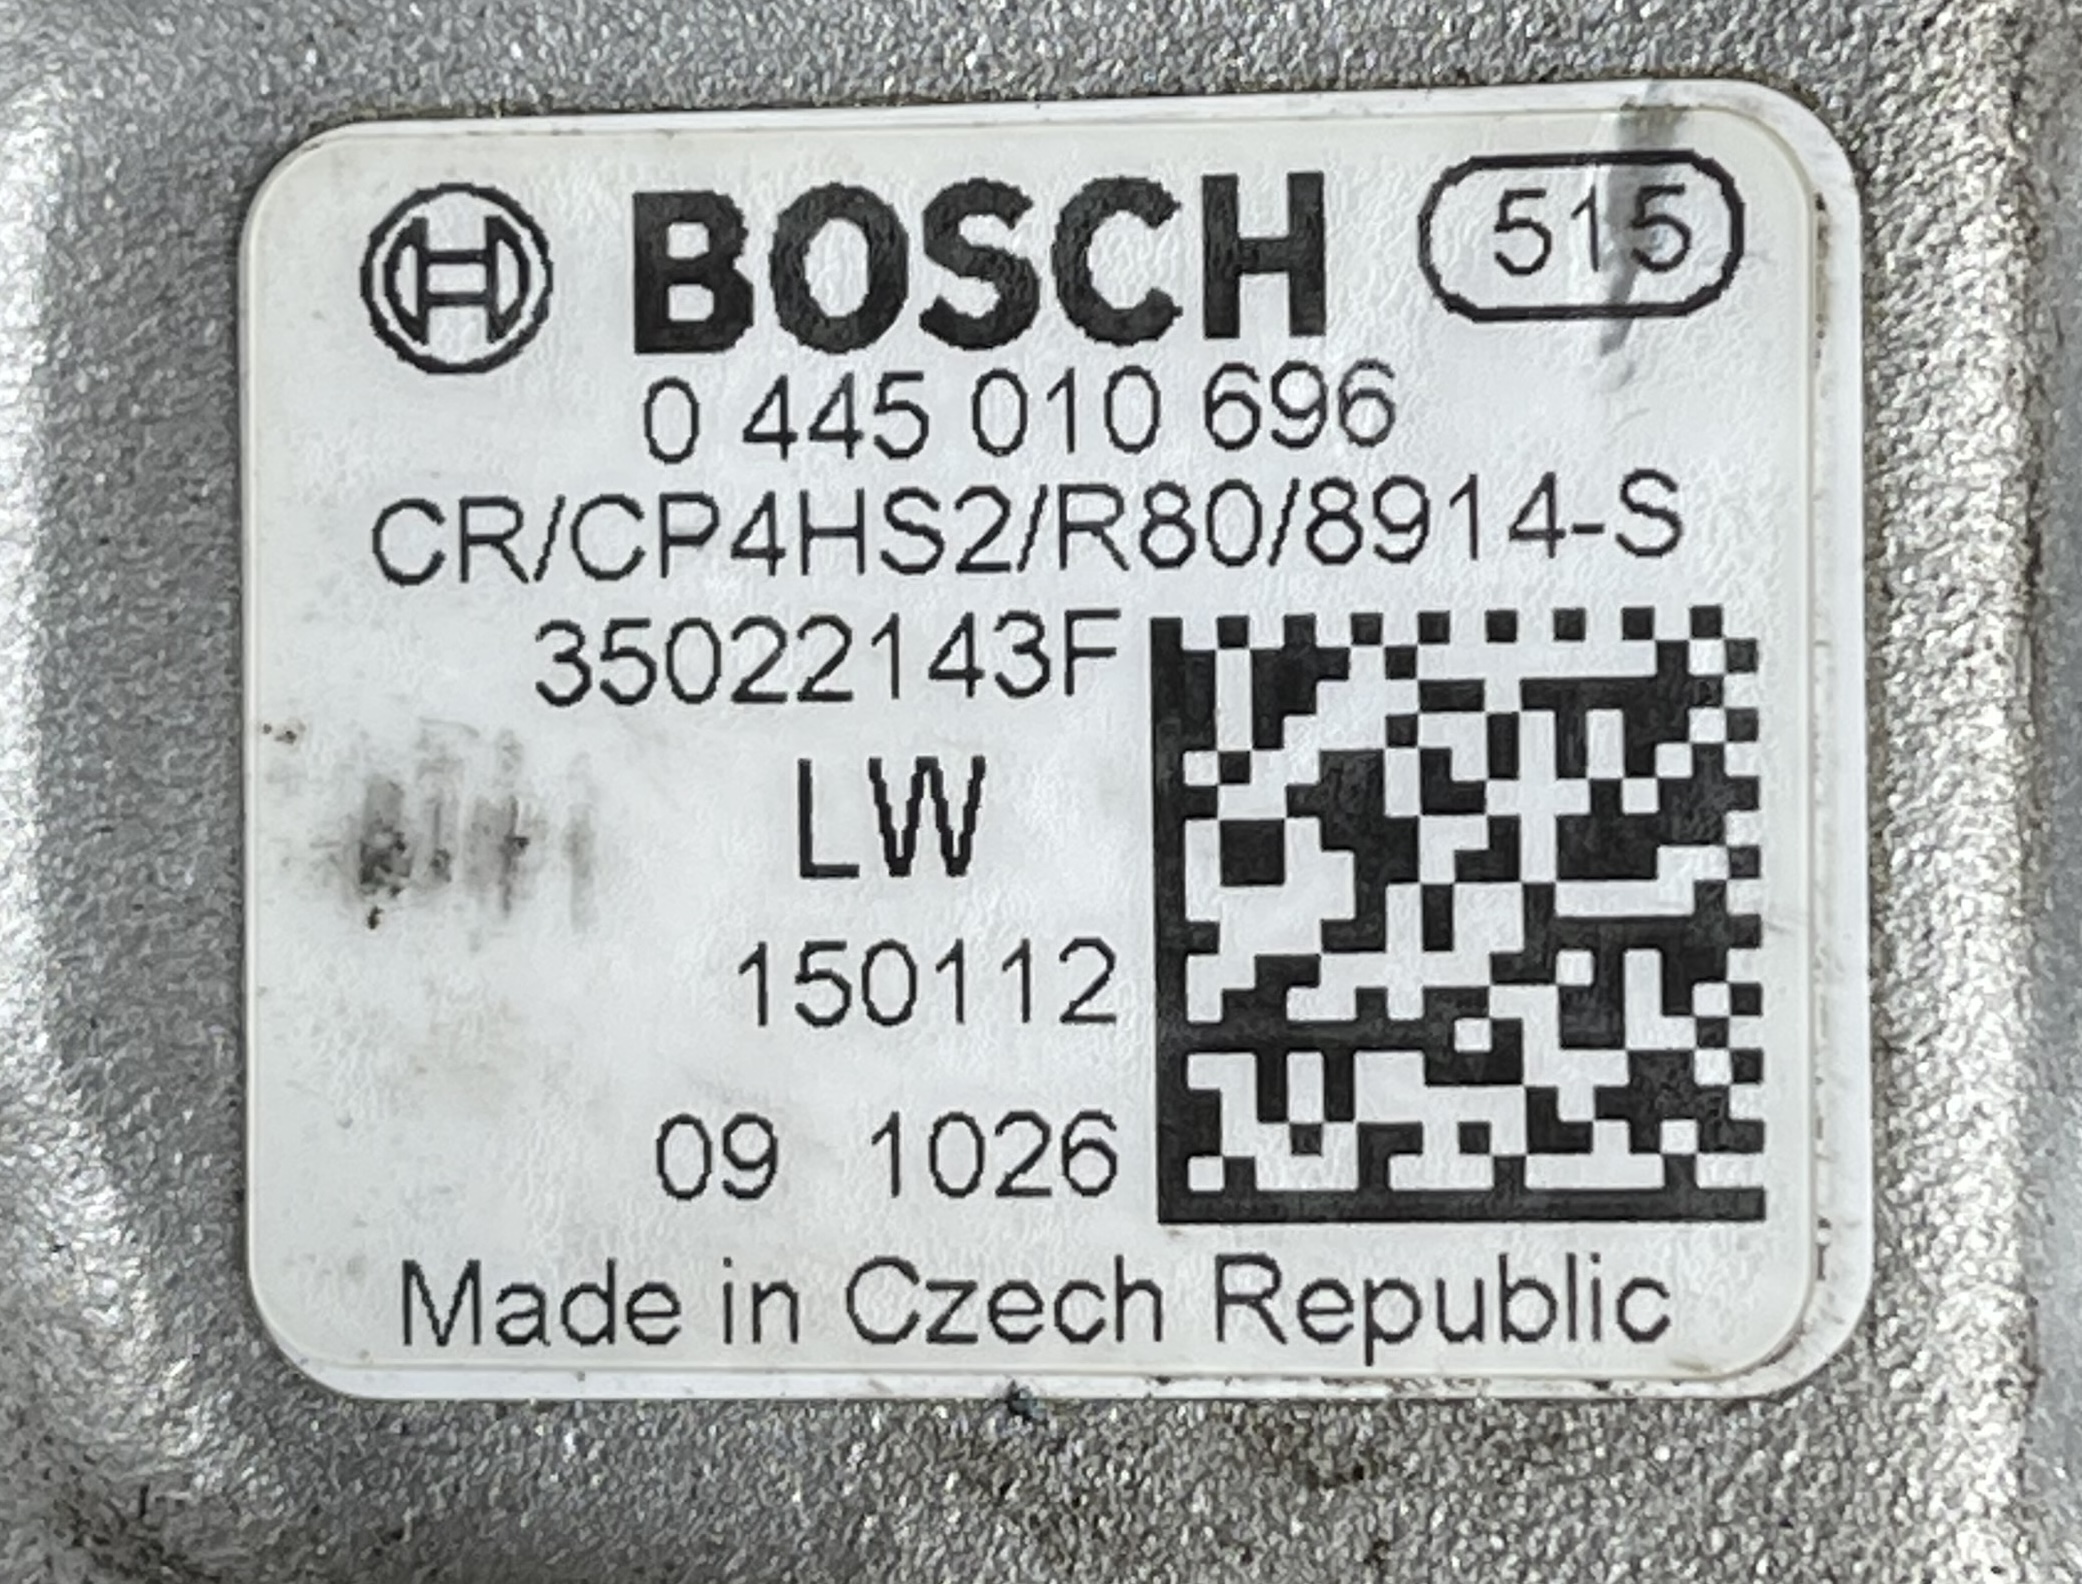 BOSCH 515
0 445 010 696
CR/CP4HS2/R80/8914-S
35022143F
LW
150112
09 1026
Made in Czech Republic